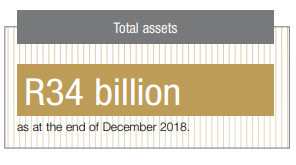 Total assets
R34 billion
as at the end of December 2018.